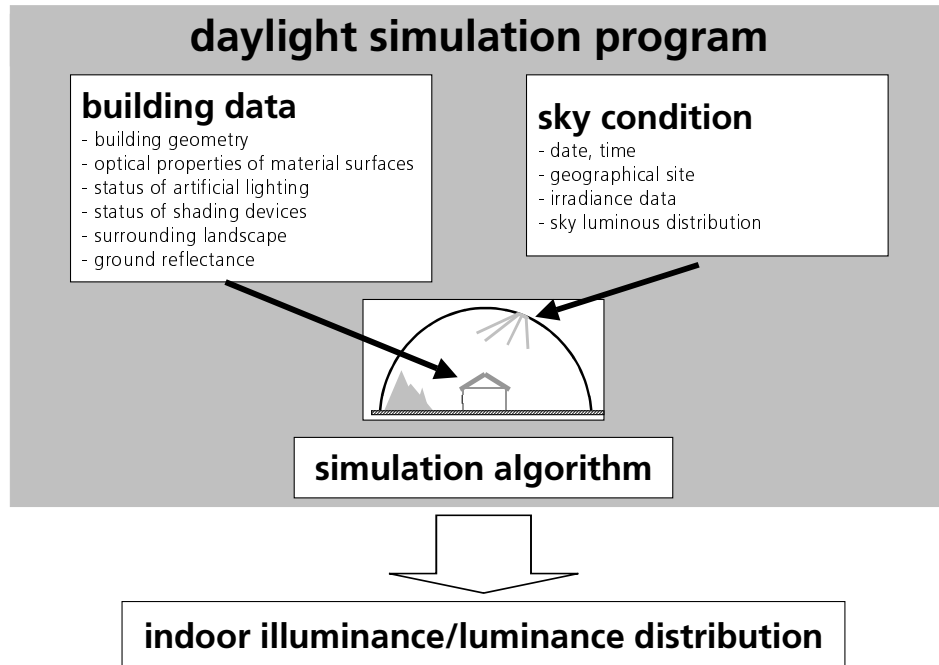 daylight simulation program
building data
- building geometry
- optical properties of material surfaces
- status of artificial lighting
- status of shading devices
- surrounding landscape
- ground reflectance
sky condition
- date, time
- geographical site
- irradiance data
- sky luminous distribution
simulation algorithm
indoor illuminance/luminance distribution